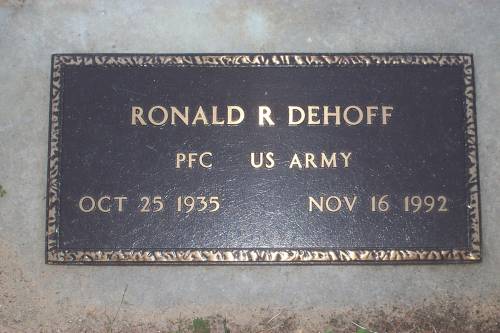 RONALD R DEHOFF
PFC US ARMY
OCT 25 1935 NOV 16 1992